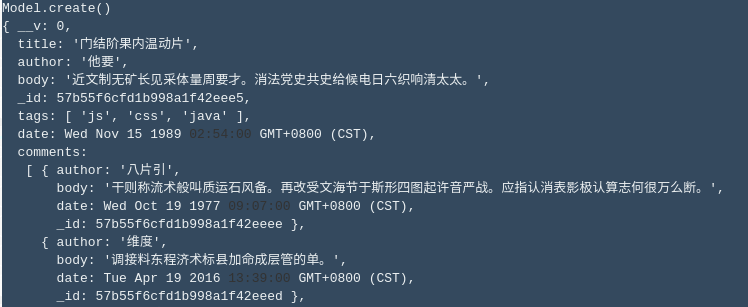 Model.create()
{ __v: 0,
title: '门结阶果内温动片',
author: '他要',
body: '近文制无矿长见采体量周要才。消法党史共史给候电日六织响清太太。',
_id: 57b55f6cfd1b998a1f42eee5,
tags: [ 'js', 'css', 'java' ],
date: Wed Nov 15 1989 02:54:00 GMT+0800 (CST),
comments:
[ { author: '八片引',
body: '干则称流术般叫质运石风备。再改受文海节于斯形四图起许音严战。应指认消表影极认算志何很万么断。',
date: Wed Oct 19 1977 09:07:00 GMT+0800 (CST),
_id: 57b55f6cfd1b998a1f42eeee },
{ author: '维度',
body: '调接料东程济术标县加命成层管的单。',
date: Tue Apr 19 2016 13:39:00 GMT+0800 (CST),
_id: 57b55f6cfd1b998a1f42eeed },